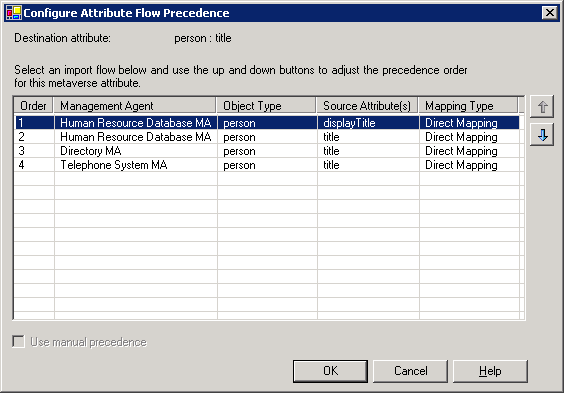 Configure Attribute Flow Precedence
Destination attribute: person : title
Select an import flow below and use the up and down buttons to adjust the precedence order
for this metaverse attribute.
Order Management Agent Object Type Source Attribute(s) Mapping Type
1 Human Resource Database MA person displayTitle Direct Mapping
2 Human Resource Database MA person title Direct Mapping
3 Directory MA person title Direct Mapping
4 Telephone System MA person title Direct Mapping
Use manual precedence
OK Cancel Help